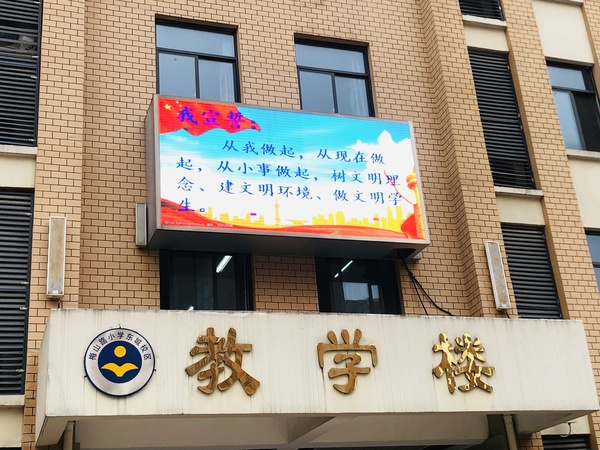 我宣誓
从我做起，从现在做
起，从小事做起，树文明理
念、建文明环境、做文明学
生。
梅山路小学东城校区
教学楼